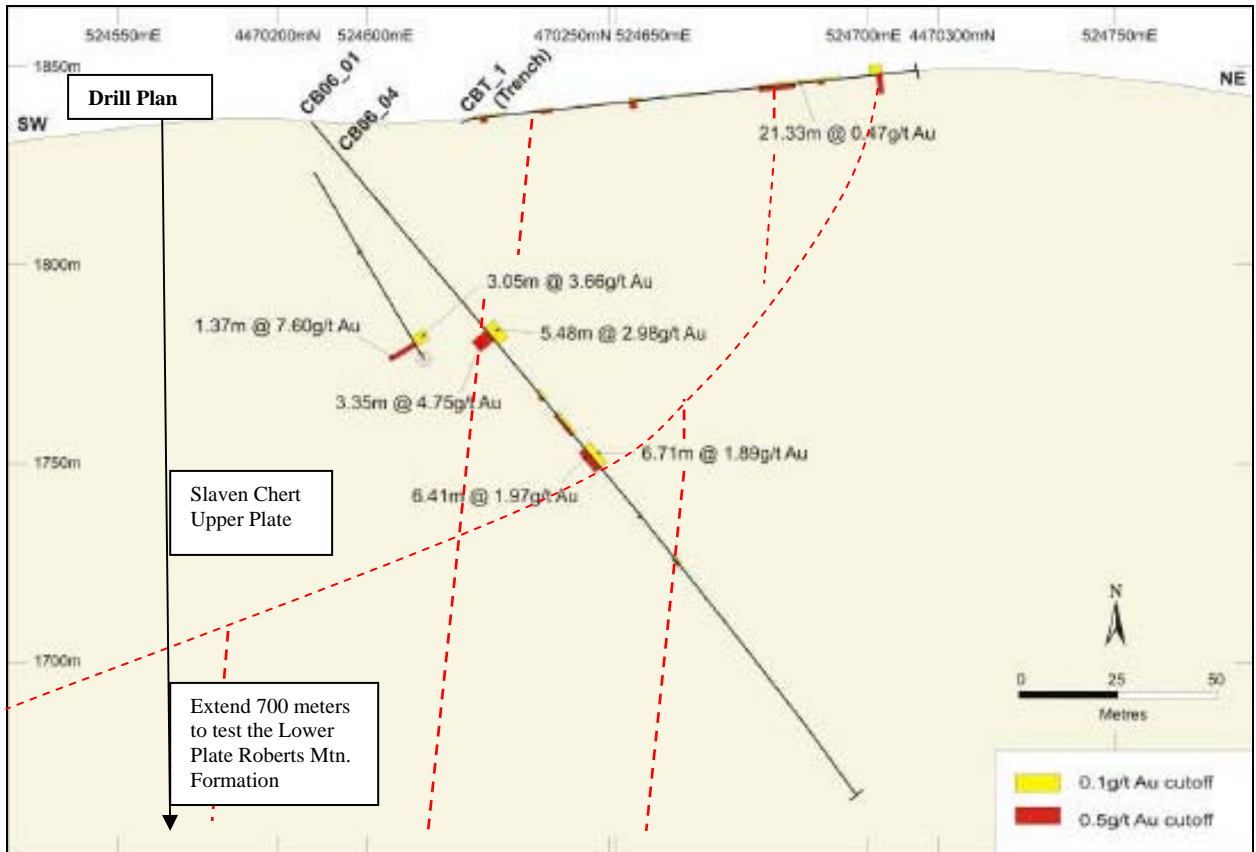 524550mE 4470200mN 524600mE 470250mN 524650mE 524700mE 4470300mN 524750mE
1850m
Drill Plan
CB06_01
CB06_04
CBT_1
(Trench)
NE
SW
21.33m @ 0.47g/t Au
1800m
3.05m @ 3.66g/t Au
1.37m @ 7.60g/t Au
5.48m @ 2.98g/t Au
3.35m @ 4.75g/t Au
1750m
6.71m @ 1.89g/t Au
6.41m @ 1.97g/t Au
Slaven Chert
Upper Plate
1700m
N
0 25 50
Metres
Extend 700 meters
to test the Lower
Plate Roberts Mtn.
Formation
0.1g/t Au cutoff
0.5g/t Au cutoff